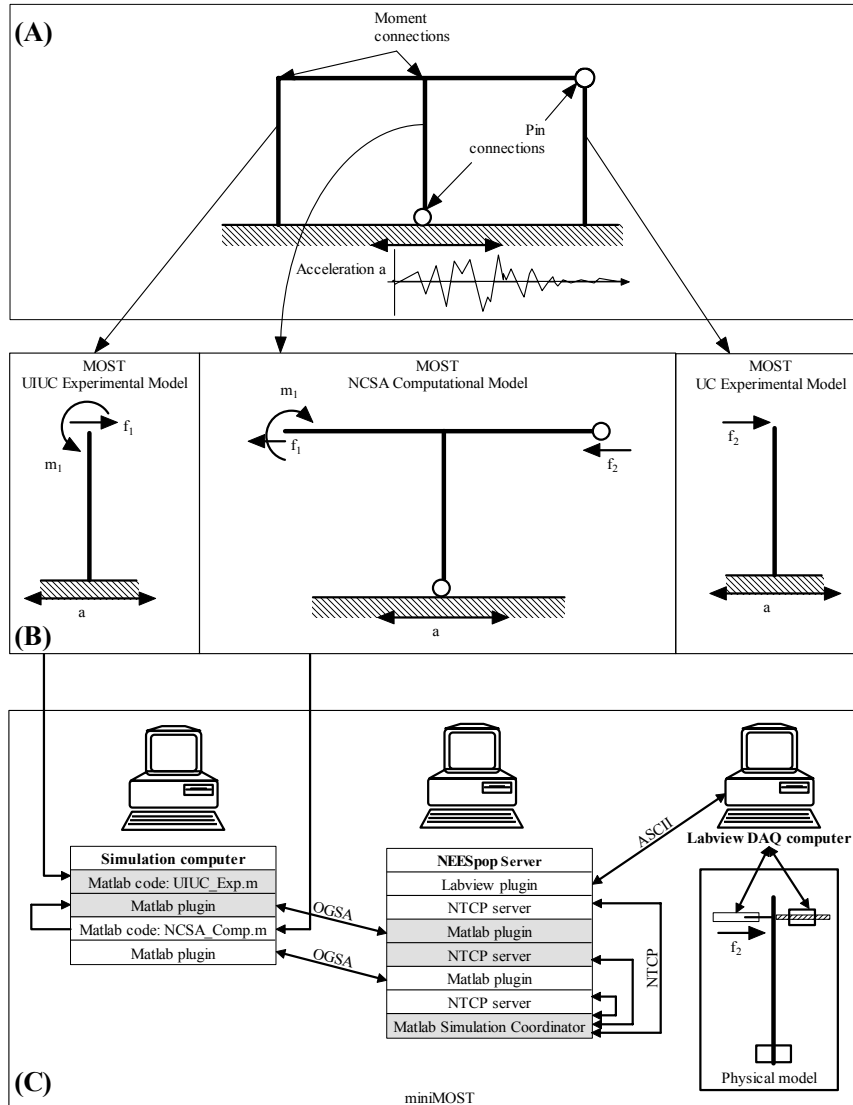 (A)
Moment
connections
Pin
connections
Acceleration a
MOST
UIUC Experimental Model
m1
f1
a
MOST
NCSA Computational Model
m1
f1
f2
a
MOST
UC Experimental Model
f2
a
(B)
Simulation computer
Matlab code: UIUC_Exp.m
Matlab plugin
Matlab code: NCSA_Comp.m
Matlab plugin
OGSA
OGSA
NEESpop Server
Labview plugin
NTCP server
Matlab plugin
NTCP server
Matlab plugin
NTCP server
Matlab Simulation Coordinator
NTCP
ASCII
Labview DAQ computer
f2
Physical model
(C)
miniMOST